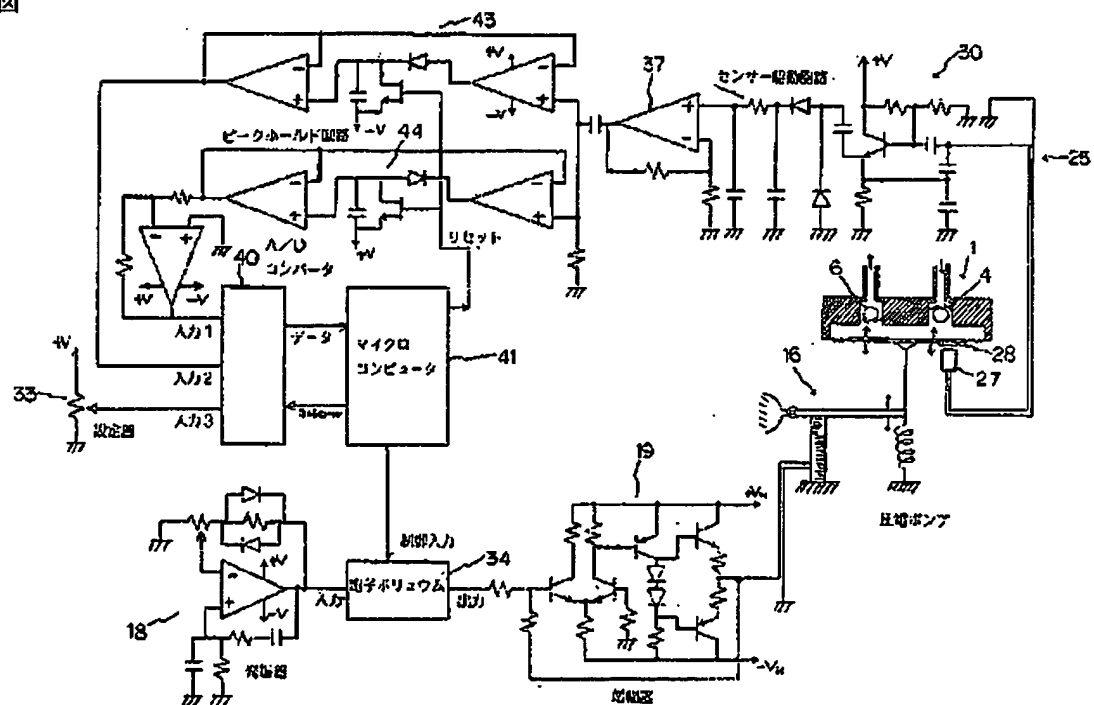 図
43
+V
-V
-V
37
センサー駆動回路
+V
30
25
ピークホールド回路
44
+V
リセット
A/D
コンバータ
40
+V
-V
入力1
入力2
入力3
データ
マイクロ
コンピュータ
41
+V
33
設定器
6
1
4
28
27
16
圧電ポンプ
19
+VH
-VH
増幅器
制御入力
34
電子ボリュウム
入力
出力
+V
-V
18
発振器